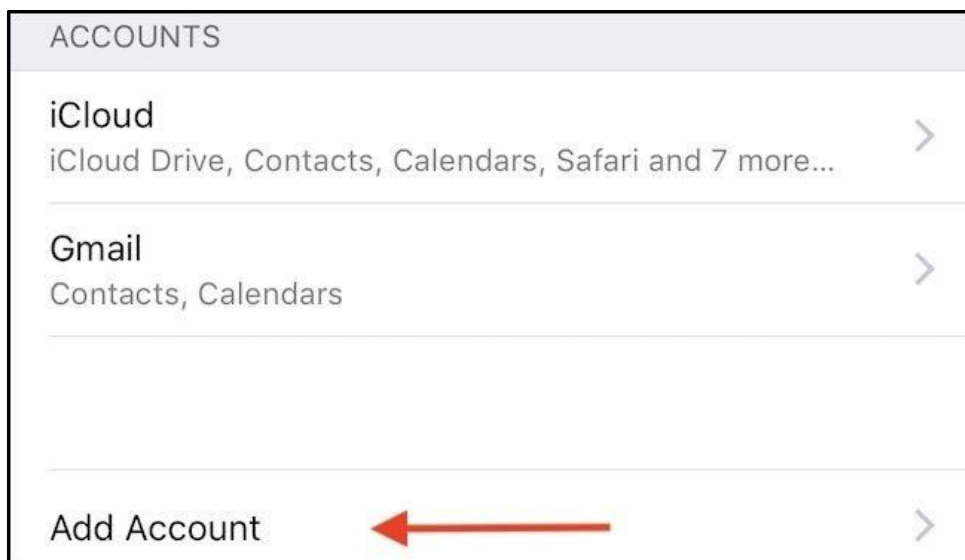 ACCOUNTS
iCloud
iCloud Drive, Contacts, Calendars, Safari and 7 more...
Gmail
Contacts, Calendars
Add Account